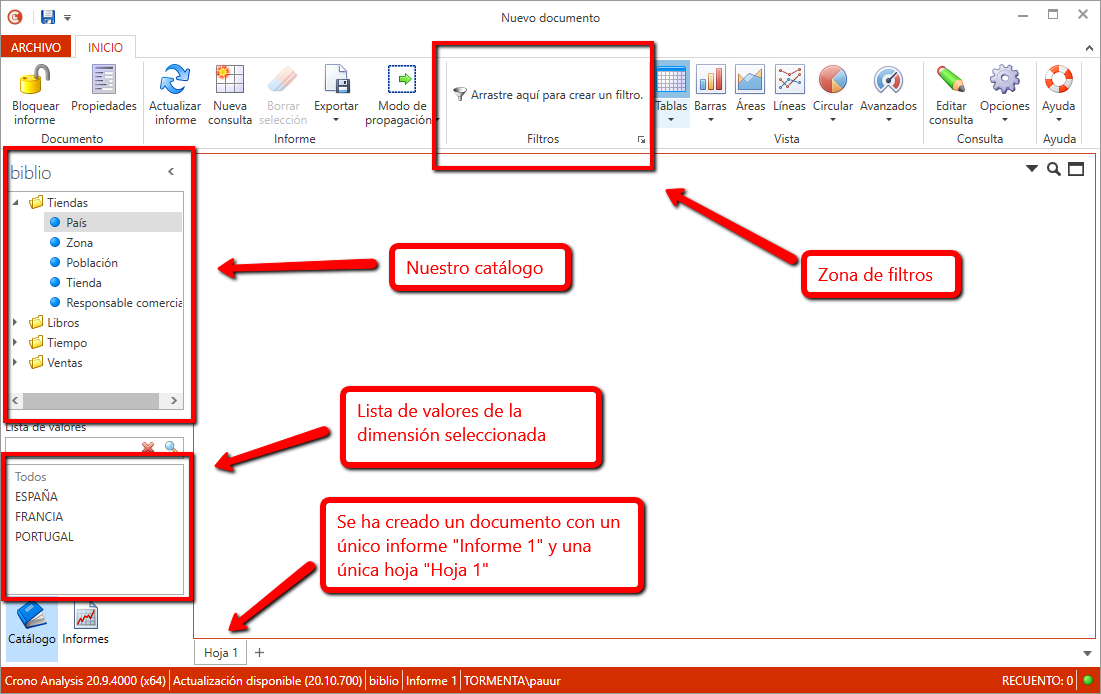 Nuevo documento
ARCHIVO
INICIO
Bloquear informe
Propiedades
Documento
Actualizar informe
Nueva consulta
Borrar selección
Exportar
Modo de propagación
Informe
Arrastre aquí para crear un filtro.
Filtros
Tablas
Barras
Áreas
Líneas
Circular
Avanzados
Vista
Editar consulta
Opciones
Consulta
Ayuda
Ayuda
biblio
Tiendas
País
Zona
Población
Tienda
Responsable comercia
Libros
Tiempo
Ventas
Nuestro catálogo
Zona de filtros
Lista de valores
Todos
ESPAÑA
FRANCIA
PORTUGAL
Lista de valores de la
dimensión seleccionada
Se ha creado un documento con un
único informe "Informe 1" y una
única hoja "Hoja 1"
Catálogo
Informes
Hoja 1
Crono Analysis 20.9.4000 (x64)
Actualización disponible (20.10.700)
biblio
Informe 1
TORMENTA\pauur
RECUENTO: 0